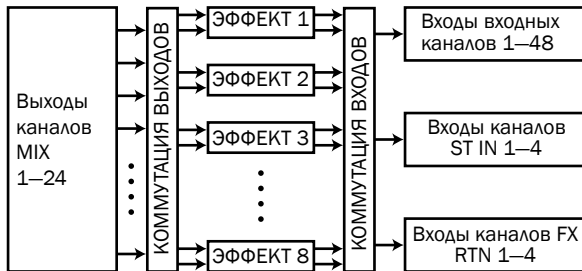 Выходы
каналов
MIX
1—24
КОММУТАЦИЯ ВЫХОДОВ
ЭФФЕКТ 1
ЭФФЕКТ 2
ЭФФЕКТ 3
ЭФФЕКТ 8
КОММУТАЦИЯ ВХОДОВ
Входы входных
каналов 1—48
Входы каналов
ST IN 1—4
Входы каналов FX
RTN 1—4